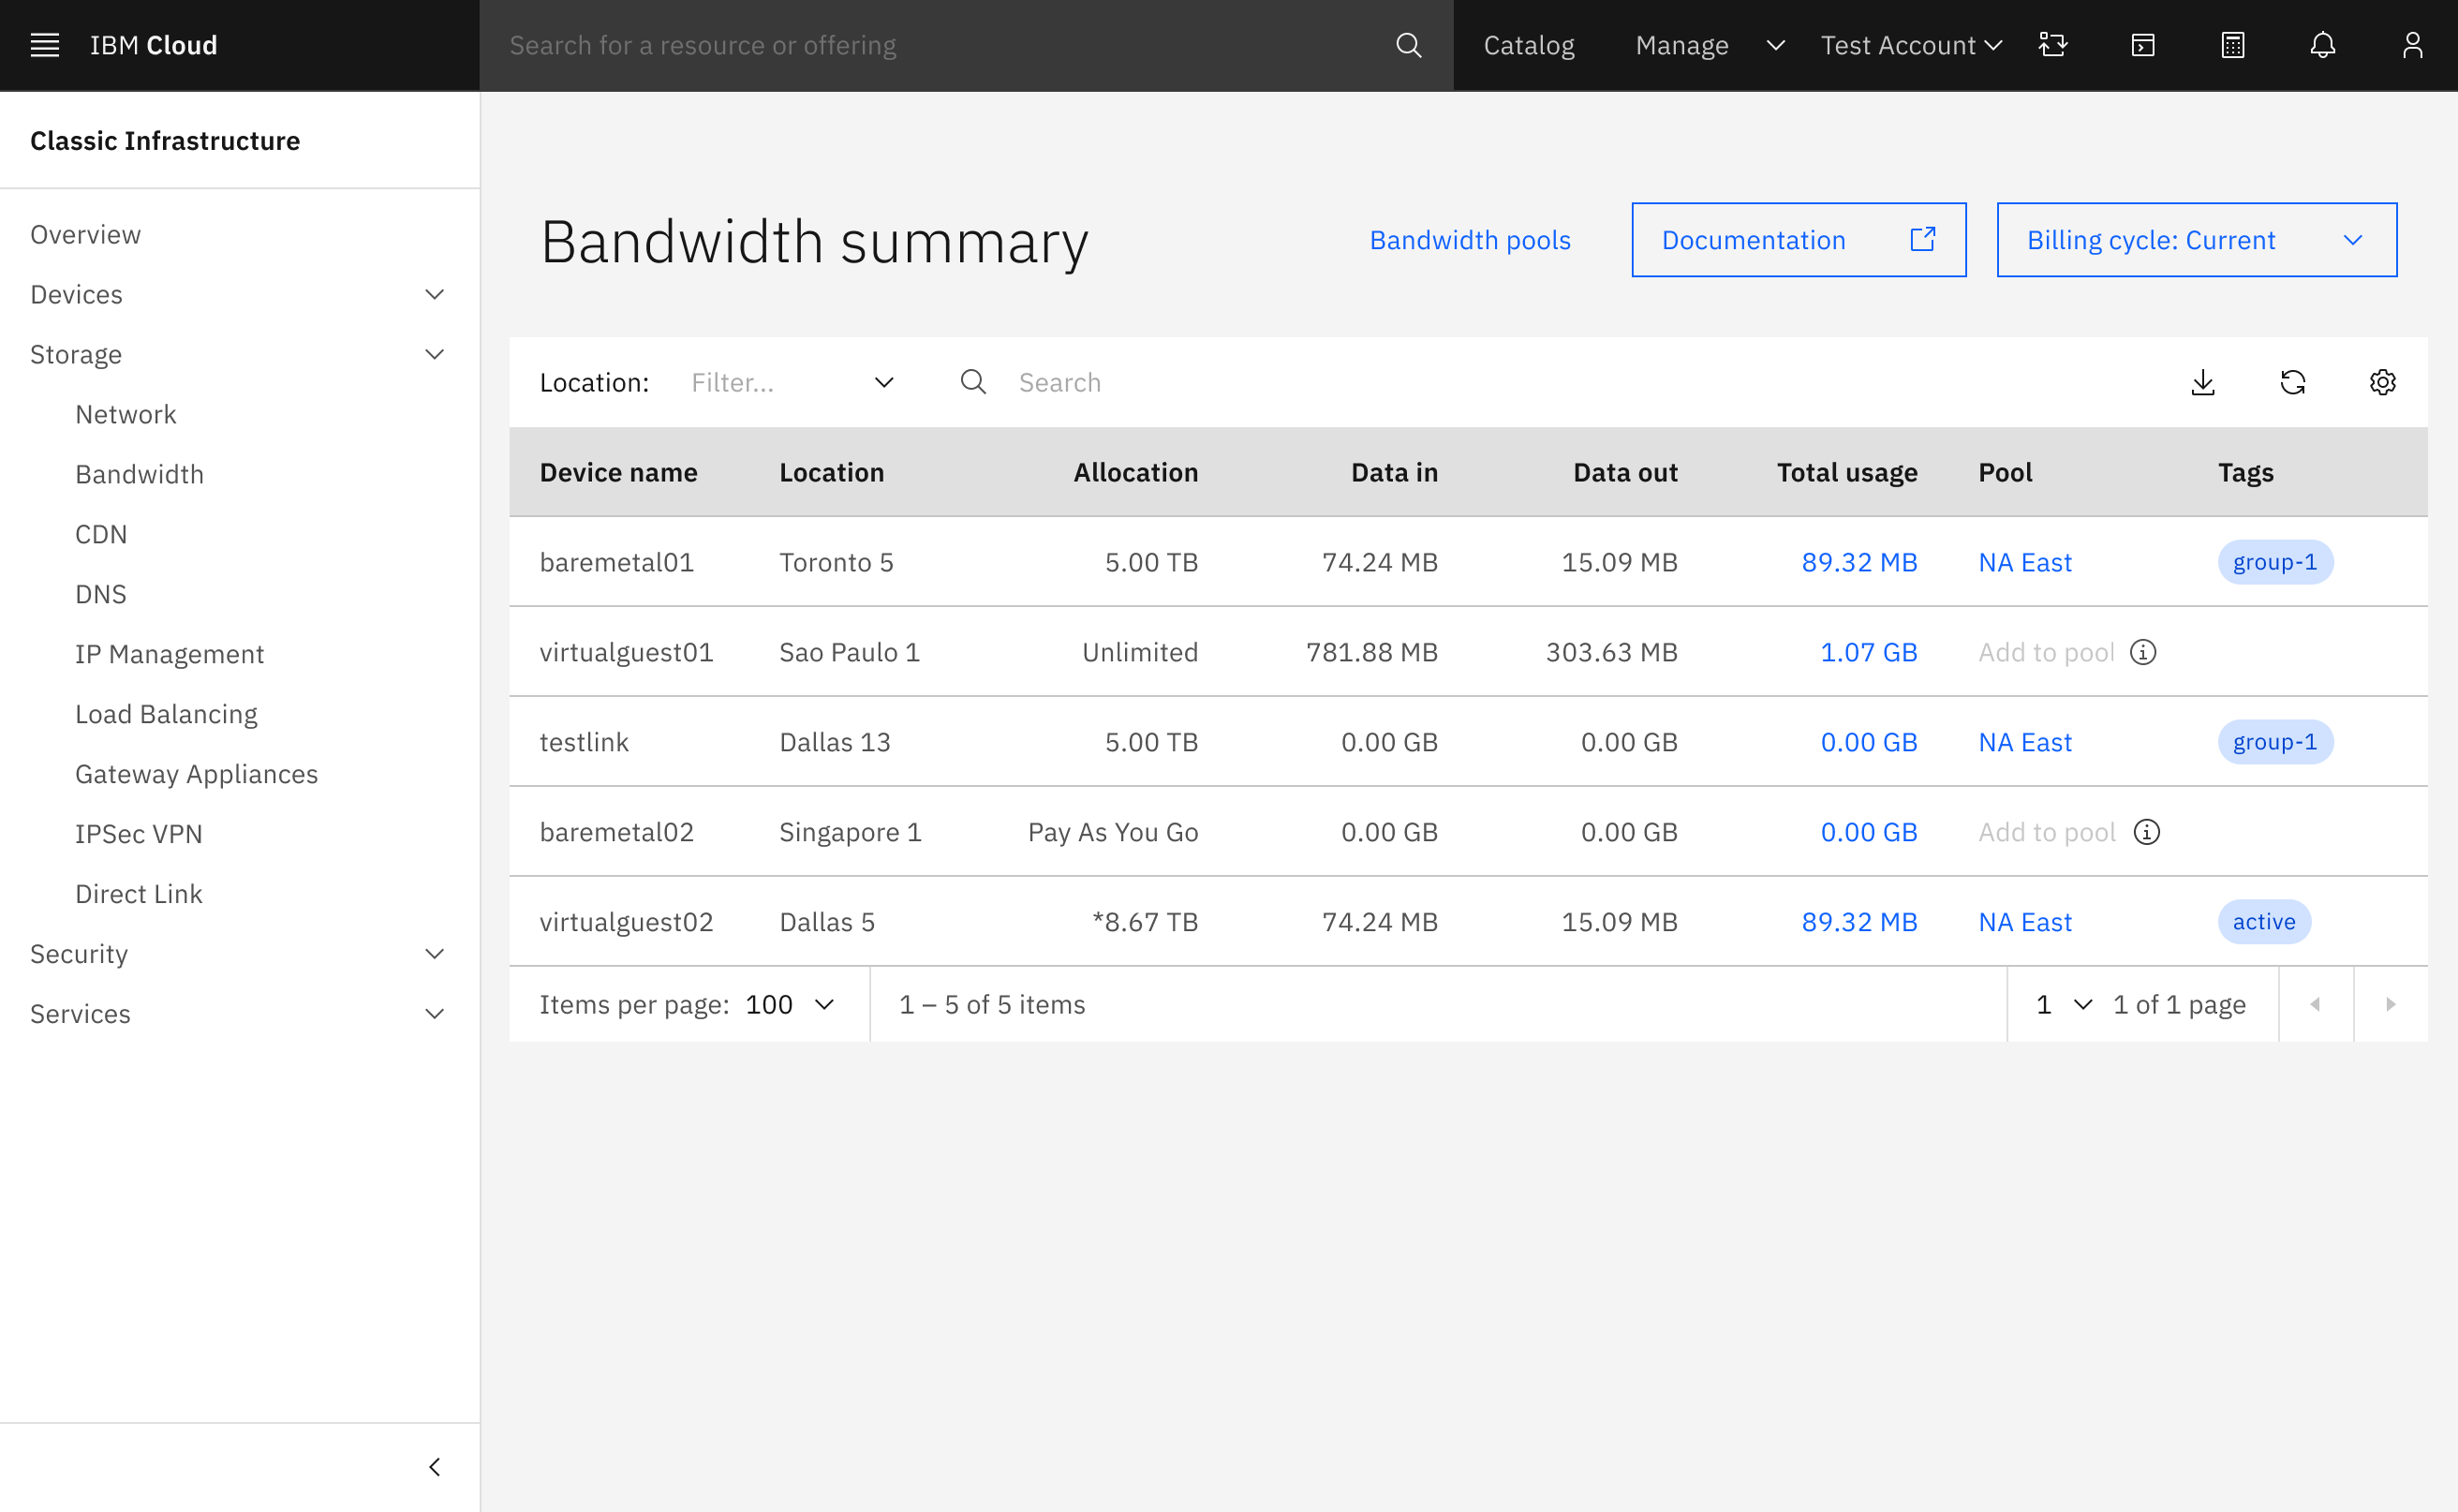 IBM Cloud
Search for a resource or offering
Catalog
Manage
Test Account
Classic Infrastructure
Overview
Devices
Storage
Network
Bandwidth
CDN
DNS
IP Management
Load Balancing
Gateway Appliances
IPSec VPN
Direct Link
Security
Services
Bandwidth summary
Bandwidth pools
Documentation
Billing cycle: Current
Location: Filter... Search
Device name Location Allocation Data in Data out Total usage Pool Tags
baremetal01 Toronto 5 5.00 TB 74.24 MB 15.09 MB 89.32 MB NA East group-1
virtualguest01 Sao Paulo 1 Unlimited 781.88 MB 303.63 MB 1.07 GB Add to pool
testlink Dallas 13 5.00 TB 0.00 GB 0.00 GB 0.00 GB NA East group-1
baremetal02 Singapore 1 Pay As You Go 0.00 GB 0.00 GB 0.00 GB Add to pool
virtualguest02 Dallas 5 *8.67 TB 74.24 MB 15.09 MB 89.32 MB NA East active
Items per page: 100 1 – 5 of 5 items 1 1 of 1 page